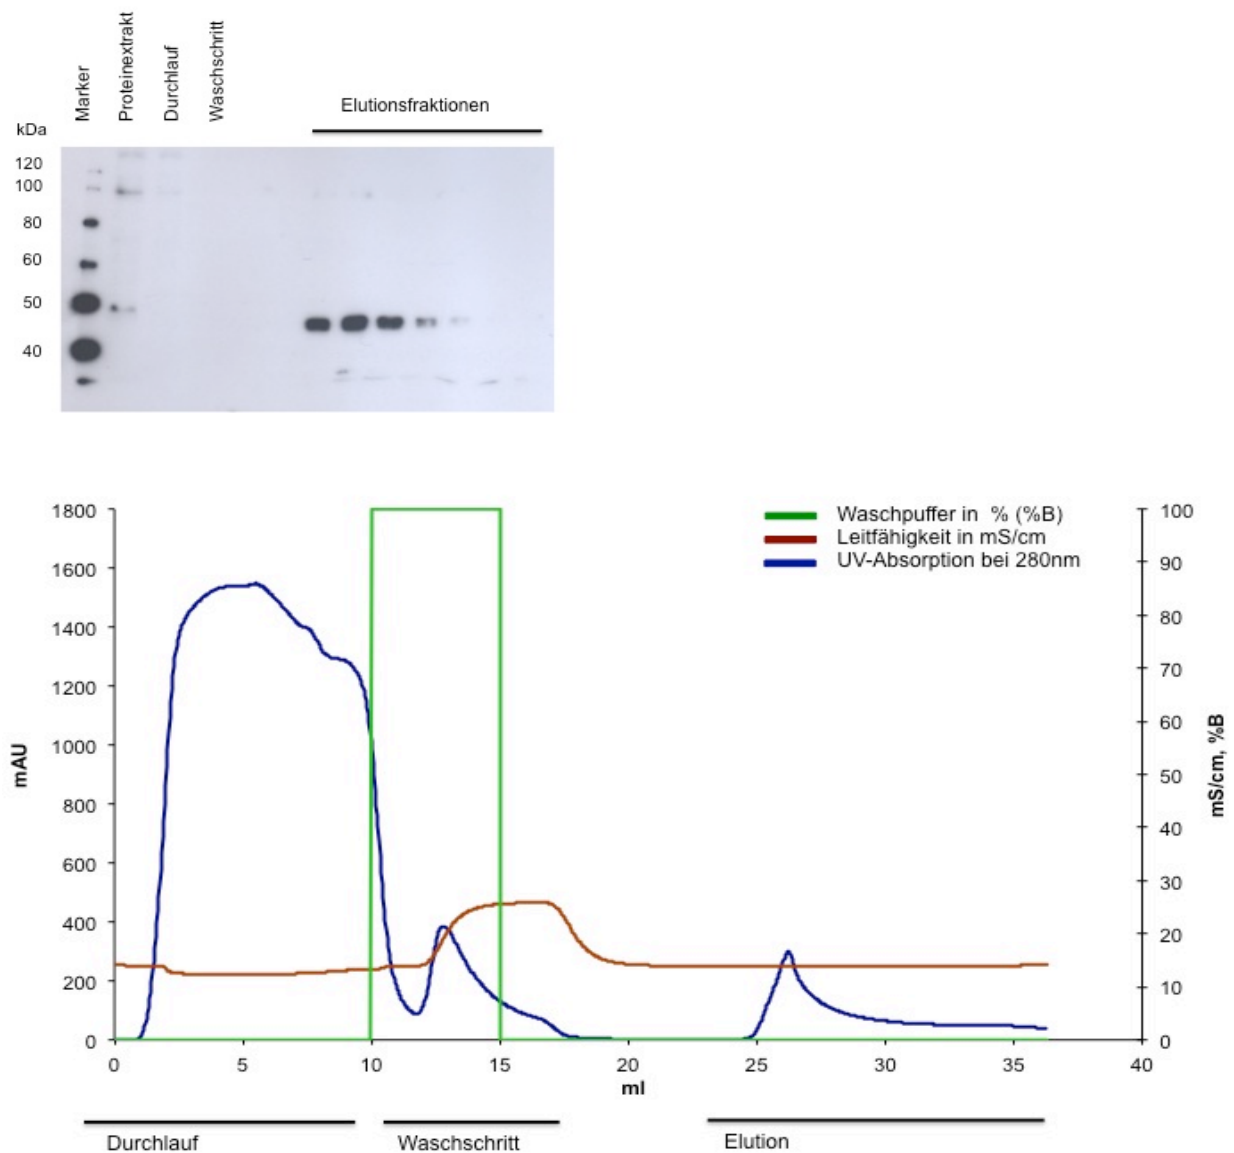 Marker
Proteinextrakt
Durchlauf
Waschschritt
Elutionsfraktionen
kDa
120
100
80
60
50
40
Waschpuffer in % (%B)
Leitfähigkeit in mS/cm
UV-Absorption bei 280nm
1800
1600
1400
1200
1000
800
600
400
200
0
mAU
100
90
80
70
60
50
40
30
20
10
0
mS/cm, %B
0 5 10 15 20 25 30 35 40
ml
Durchlauf Waschschritt Elution